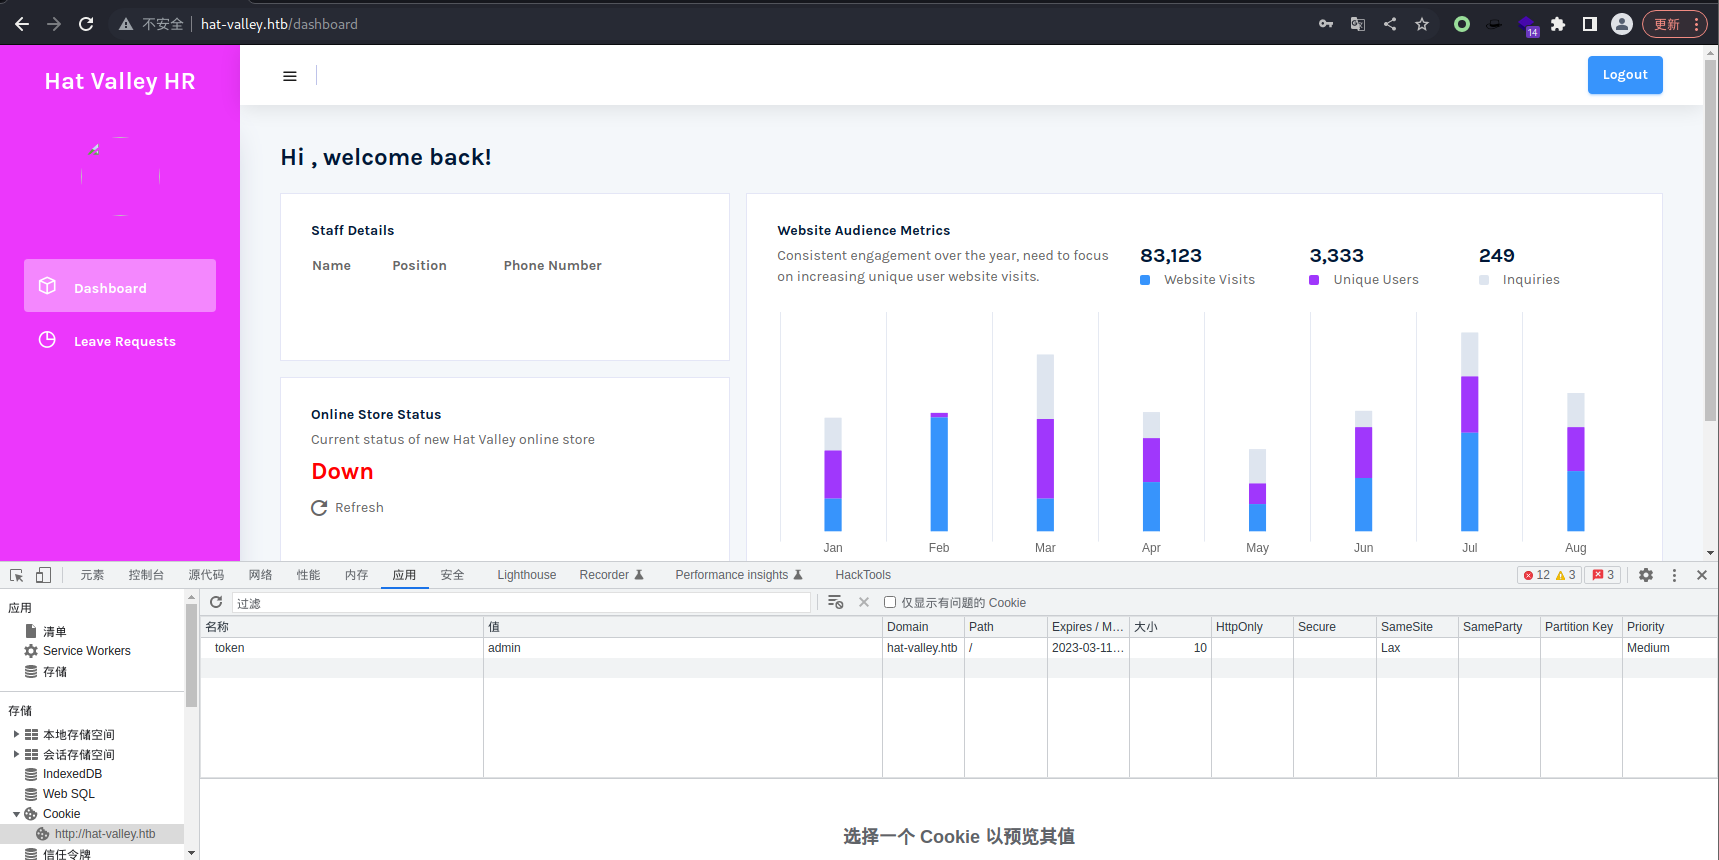 不安全 hat-valley.htb/dashboard
14
更新
Hat Valley HR
Logout
Dashboard
Leave Requests
Hi , welcome back!
Staff Details
Name Position Phone Number
Online Store Status
Current status of new Hat Valley online store
Down
Refresh
Website Audience Metrics
Consistent engagement over the year, need to focus
on increasing unique user website visits.
83,123
Website Visits
3,333
Unique Users
249
Inquiries
Jan Feb Mar Apr May Jun Jul Aug
元素 控制台 源代码 网络 性能 内存 应用 安全 Lighthouse Recorder Performance insights HackTools 12 3 3
应用
清单
Service Workers
存储
存储
本地存储空间
会话存储空间
IndexedDB
Web SQL
Cookie
http://hat-valley.htb
信任令牌
过滤 仅显示有问题的 Cookie
名称 值 Domain Path Expires / M... 大小 HttpOnly Secure SameSite SameParty Partition Key Priority
token admin hat-valley.htb / 2023-03-11... 10 Lax Medium
选择一个 Cookie 以预览其值